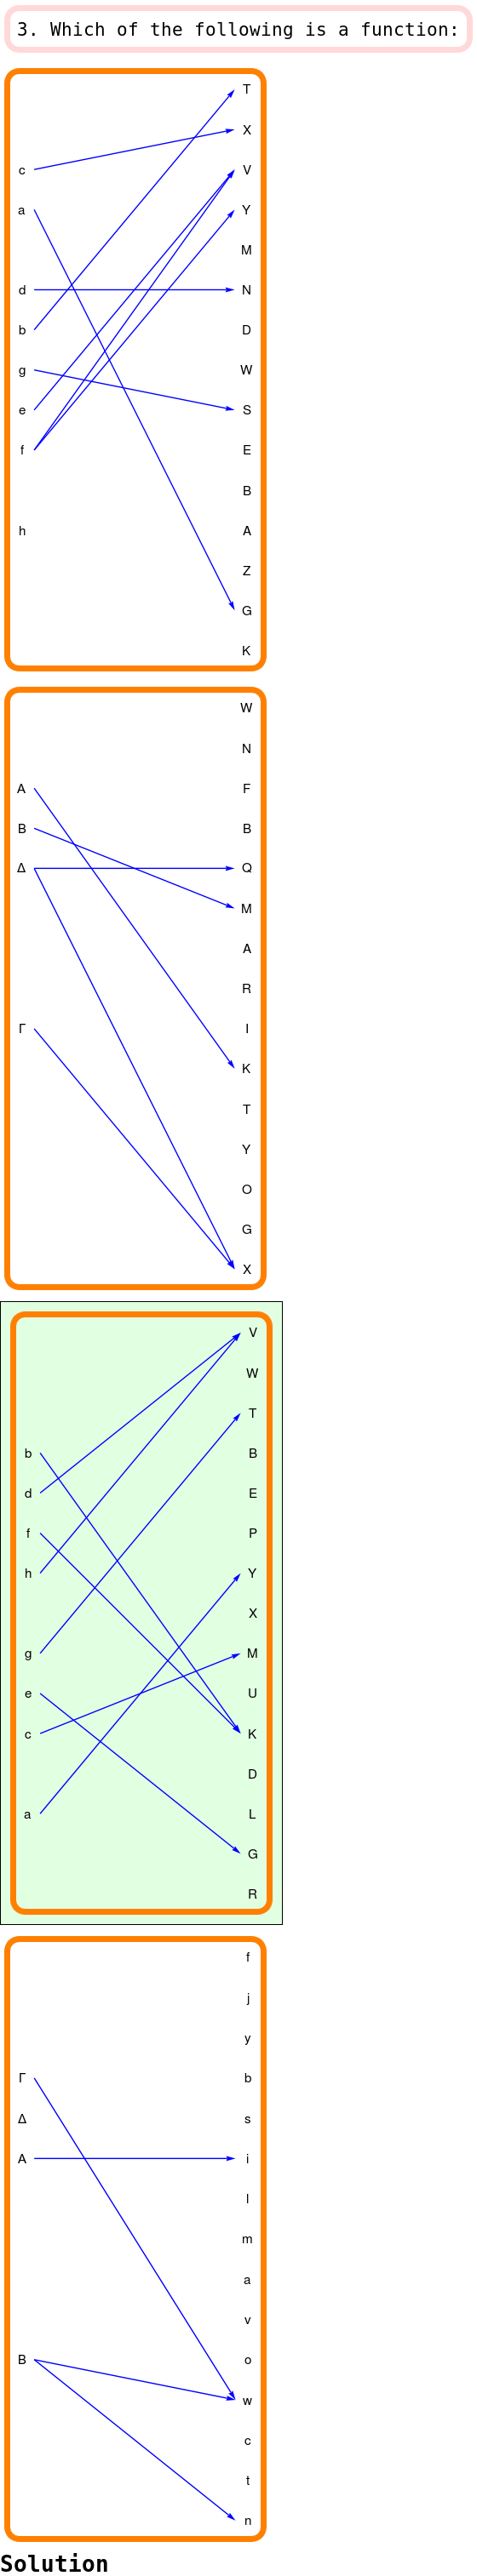 3. Which of the following is a function:
T
X
c V
a Y
M
d N
b D
g W
e S
f E
B
h A
Z
G
K
W
N
Α F
Β B
Δ Q
M
A
R
Γ I
K
T
Y
O
G
X
V
W
T
b B
d E
f P
h Y
X
g M
e U
c K
D
a L
G
R
f
j
y
Γ b
Δ s
Α i
l
m
a
v
Β o
w
c
t
n
Solution